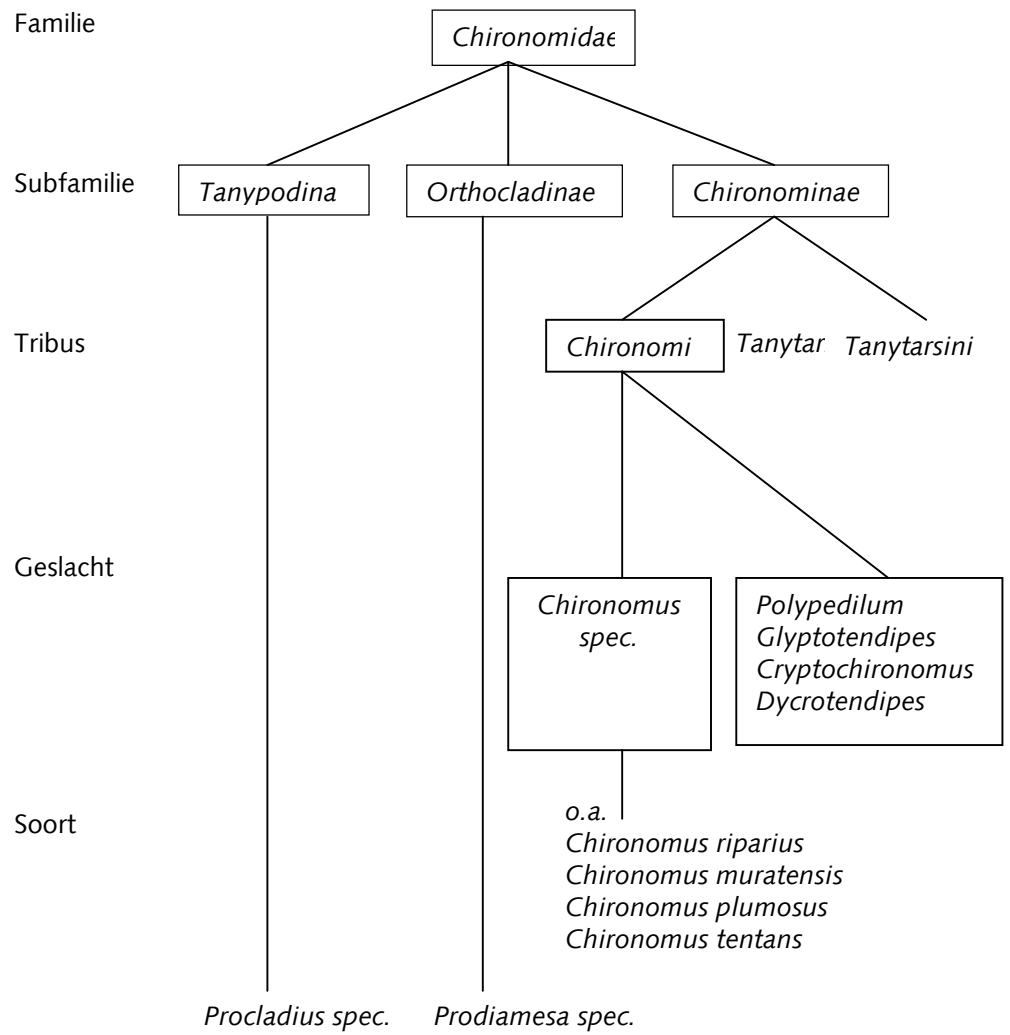 Familie
Chironomidae
Subfamilie
Tanypodina
Orthocladinae
Chironominae
Tribus
Chironomi
Tanytar
Tanytarsini
Geslacht
Chironomus
spec.
Polypedilum
Glyptotendipes
Cryptochironomus
Dycrotendipes
Soort
o.a.
Chironomus riparius
Chironomus muratensis
Chironomus plumosus
Chironomus tentans
Procladius spec.
Prodiamesa spec.